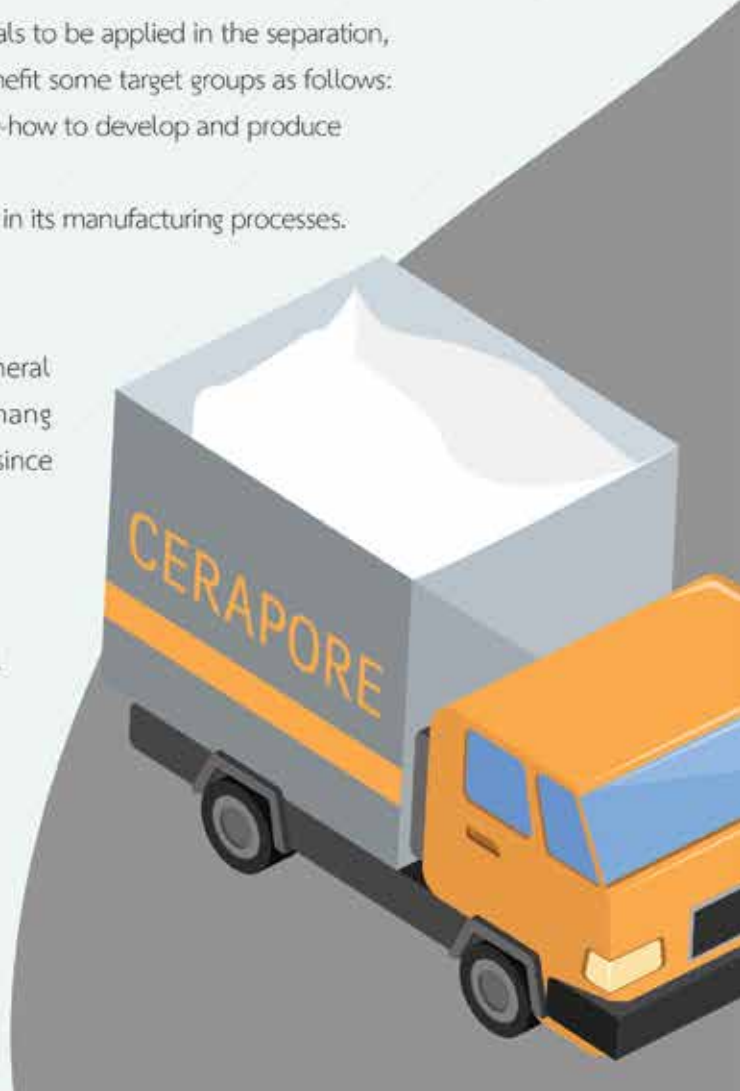 als to be applied in the separation,
nefit some target groups as follows:
-how to develop and produce
in its manufacturing processes.
neral
hang
since
CERAPORE